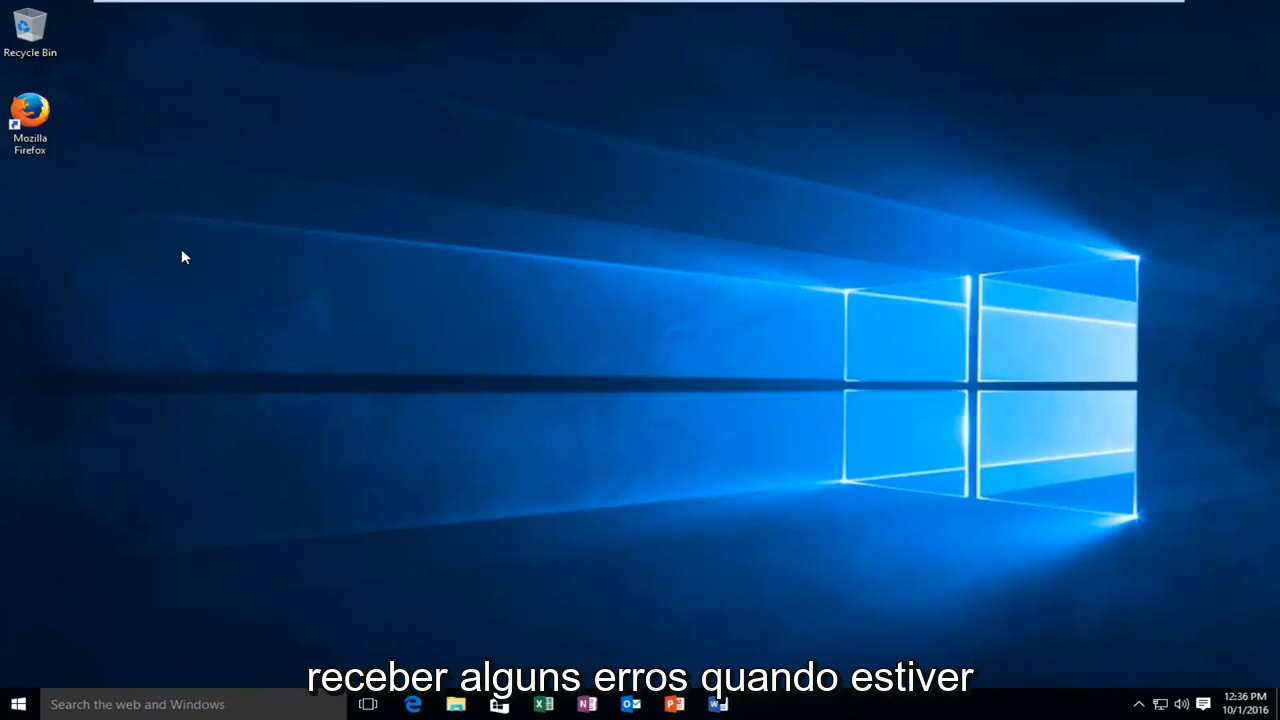 Recycle Bin
Mozilla
Firefox
receber alguns erros quando estiver
Search the web and Windows
12:36 PM
10/1/2016